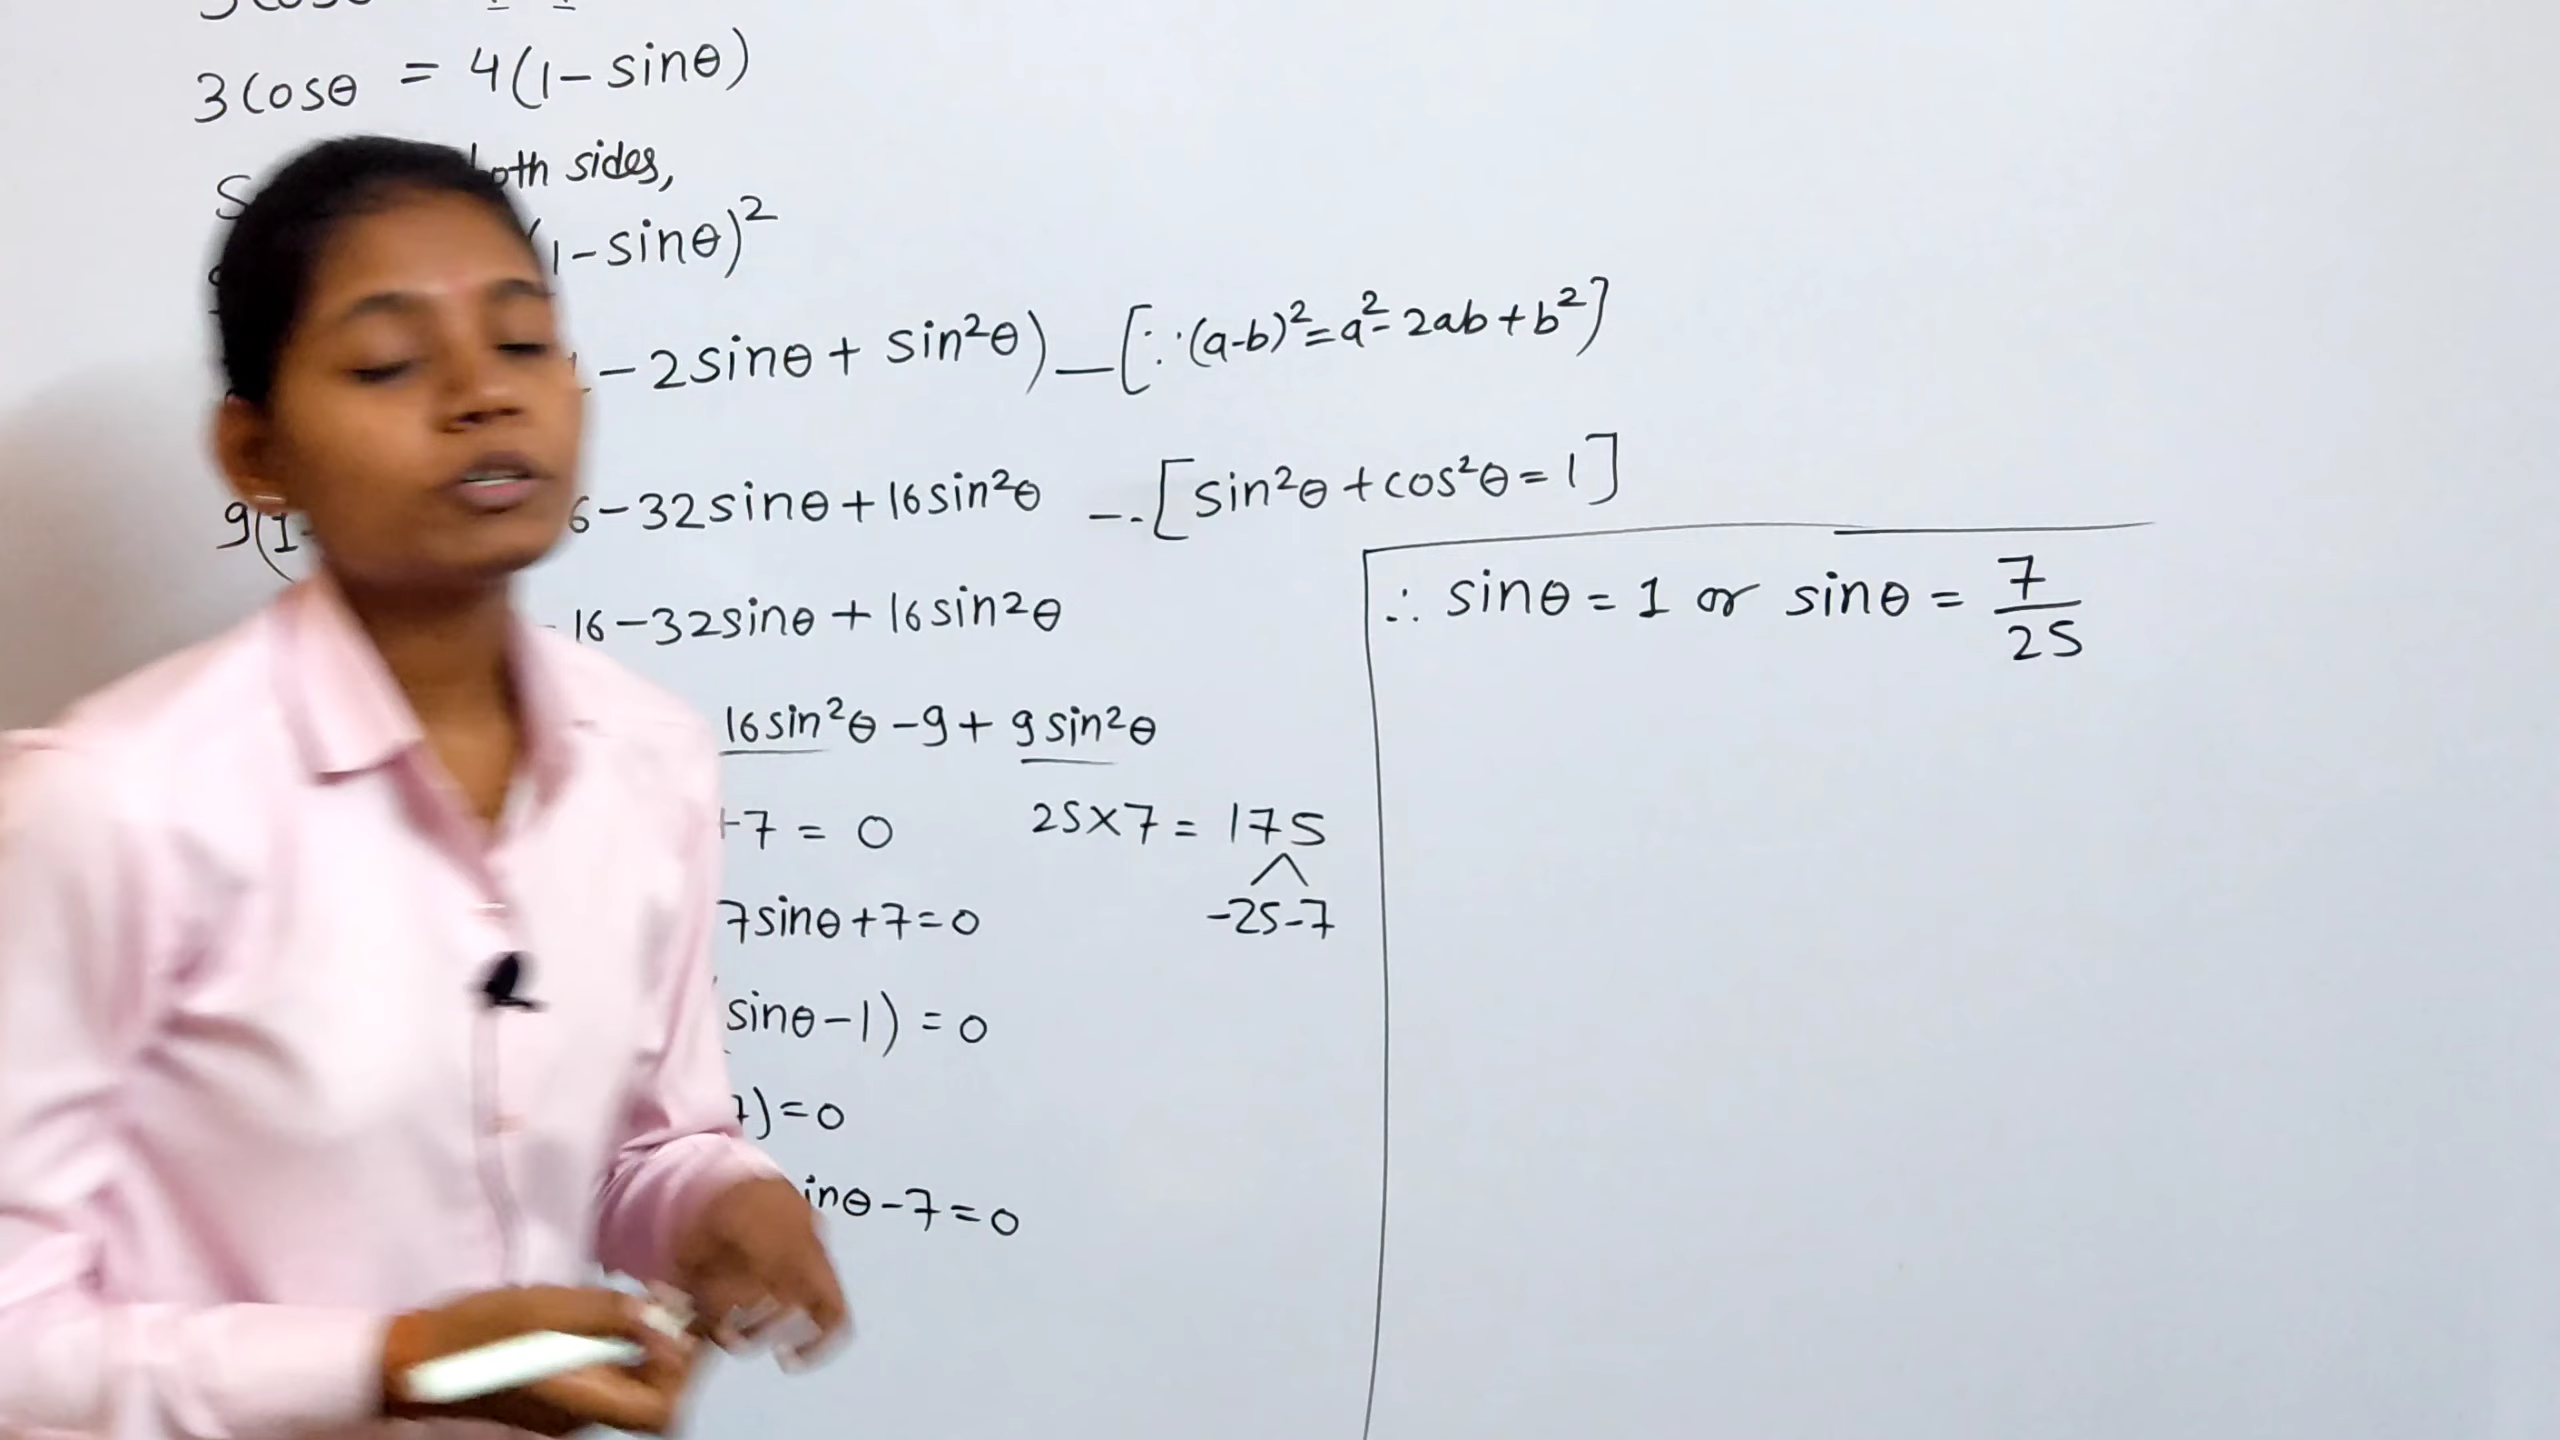 3cosθ = 4(1-sinθ)
both sides,
(1-sinθ)²
-2sinθ + sin²θ) — [∵ (a-b)² = a² - 2ab + b²]
9(1- 6-32sinθ+16sin²θ --[sin²θ + cos²θ = 1]
16-32sinθ + 16sin²θ
16sin²θ -9+ 9sin²θ
+7 = 0 25×7 = 175
7sinθ+7=0 -25-7
sinθ-1) = 0
7)=0
inθ-7=0
∴ sinθ = 1 or sinθ = 7/25